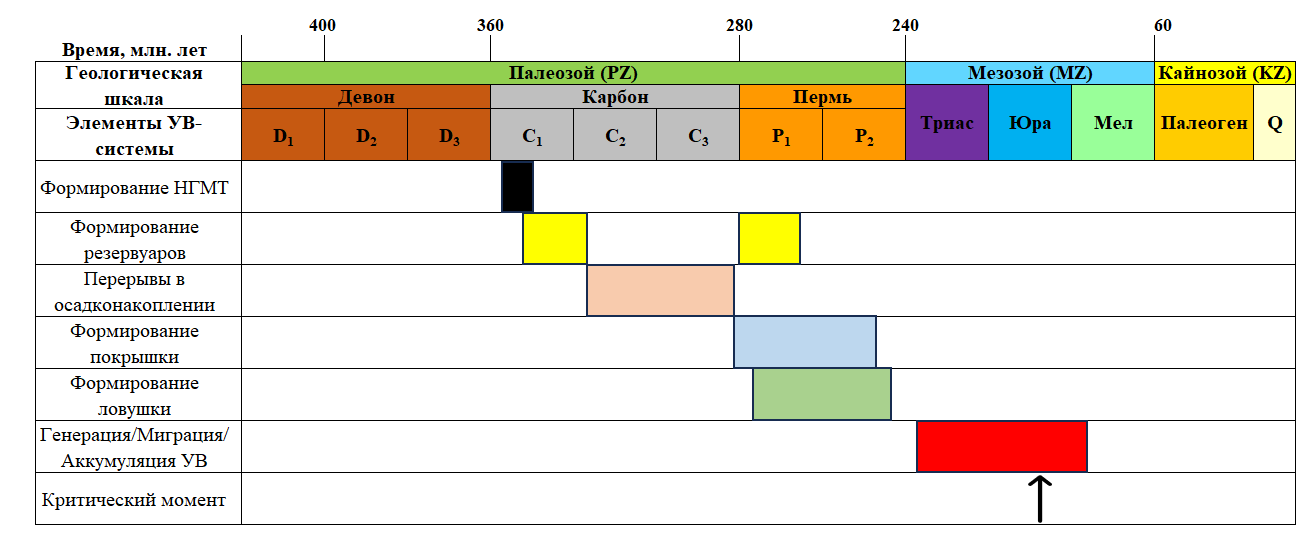 400 360 280 240 60
Время, млн. лет
Геологическая
шкала
Палеозой (PZ) Мезозой (MZ) Кайнозой (KZ)
Девон Карбон Пермь
Элементы УВ-
системы
D₁ D₂ D₃ C₁ C₂ C₃ P₁ P₂ Триас Юра Мел Палеоген Q
Формирование НГМТ
Формирование
резервуаров
Перерывы в
осадконакоплении
Формирование
покрышки
Формирование
ловушки
Генерация/Миграция/
Аккумуляция УВ
Критический момент